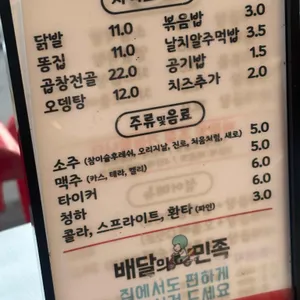 닭발 11.0
똥집 11.0
곱창전골 22.0
오뎅탕 12.0
볶음밥 3.0
날치알주먹밥 3.5
공기밥 1.5
치즈추가 2.0
주류및음료
소주 (참이슬후레쉬, 오리지날, 진로, 처음처럼, 새로) 5.0
맥주 (카스, 테라, 켈리) 5.0
타이거 6.0
청하 6.0
콜라, 스프라이트, 환타 (파인) 3.0
배달의민족
집에서도 편하게
드세요